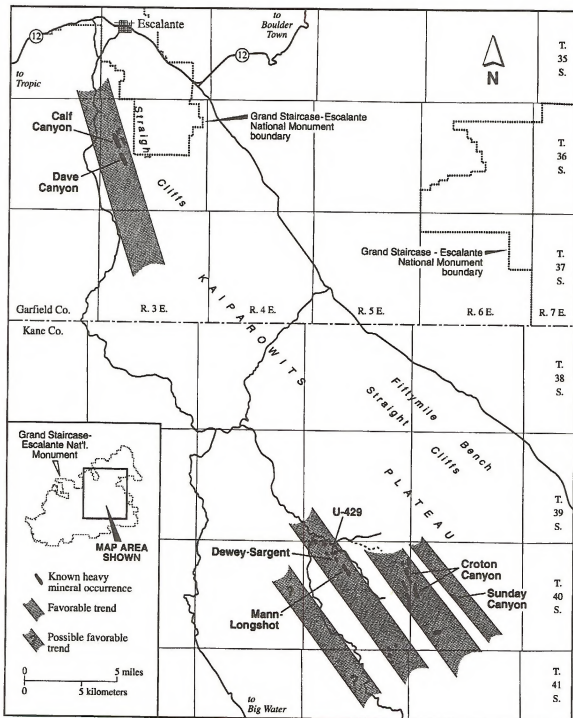 Escalante
12
to
Boulder
Town
12
to
Tropic
N
T.
35
S.
Calf
Canyon
Dave
Canyon
Straight
Cliffs
Grand Staircase-Escalante
National Monument
boundary
T.
36
S.
Grand Staircase - Escalante
National Monument
boundary
T.
37
S.
Garfield Co.
R. 3 E.
R. 4 E.
R. 5 E.
R. 6 E.
R. 7 E.
Kane Co.
KAIPAROWITS
PLATEAU
T.
38
S.
Fiftymile
Bench
Straight
Cliffs
Grand Staircase-
Escalante Nat'l.
Monument
MAP AREA
SHOWN
T.
39
S.
U-429
Dewey-Sargent
Croton
Canyon
Sunday
Canyon
Mann-
Longshot
T.
40
S.
Known heavy
mineral occurrence
Favorable trend
Possible favorable
trend
0
5 miles
0
5 kilometers
to
Big Water
T.
41
S.